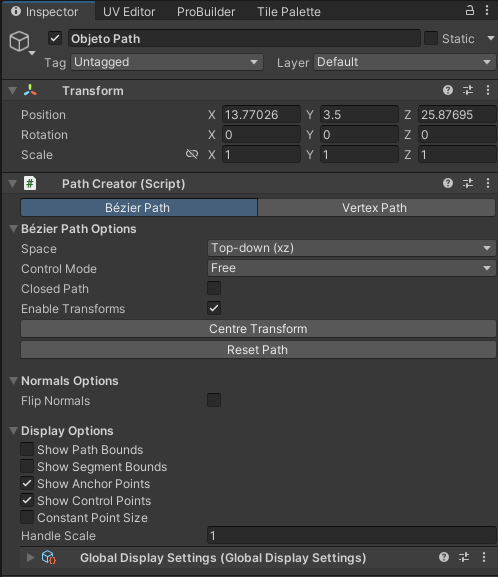 Inspector UV Editor ProBuilder Tile Palette
Objeto Path Static
Tag Untagged Layer Default
Transform
Position X 13.77026 Y 3.5 Z 25.87695
Rotation X 0 Y 0 Z 0
Scale X 1 Y 1 Z 1
# Path Creator (Script)
Bézier Path Vertex Path
Bézier Path Options
Space Top-down (xz)
Control Mode Free
Closed Path
Enable Transforms
Centre Transform
Reset Path
Normals Options
Flip Normals
Display Options
Show Path Bounds
Show Segment Bounds
Show Anchor Points
Show Control Points
Constant Point Size
Handle Scale 1
Global Display Settings (Global Display Settings)